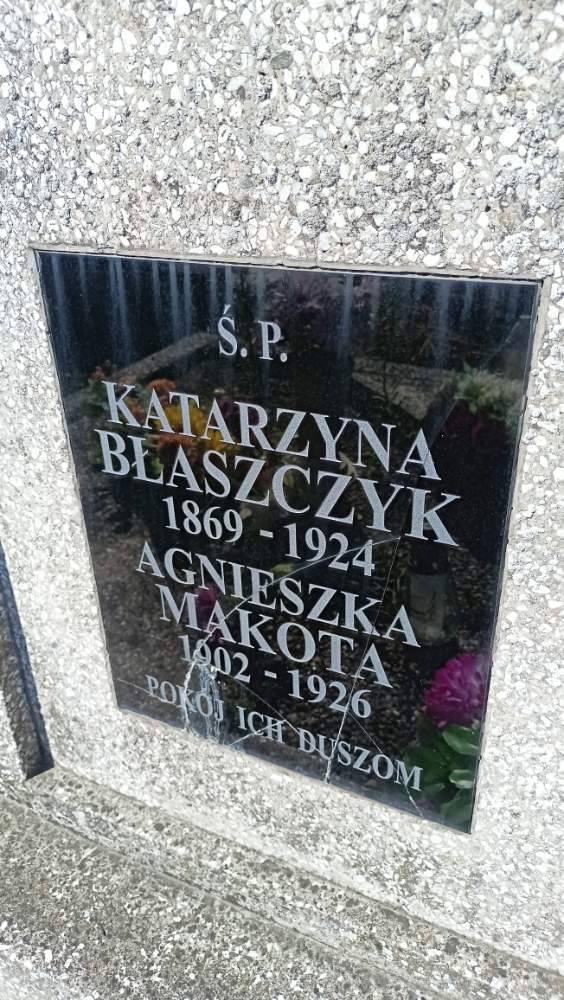 Ś. P.
KATARZYNA
BŁASZCZYK
1869 - 1924
AGNIESZKA
MAKOTA
1902 - 1926
POKÓJ ICH DUSZOM